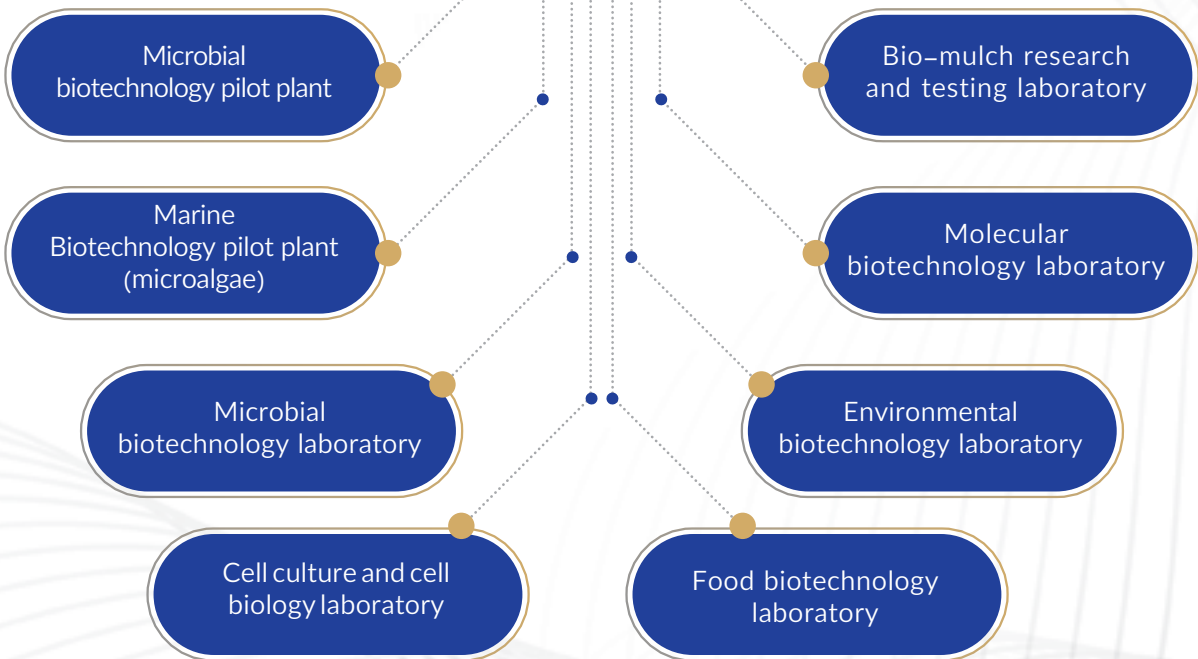 Microbial
biotechnology pilot plant
Bio-mulch research
and testing laboratory
Marine
Biotechnology pilot plant
(microalgae)
Molecular
biotechnology laboratory
Microbial
biotechnology laboratory
Environmental
biotechnology laboratory
Cell culture and cell
biology laboratory
Food biotechnology
laboratory